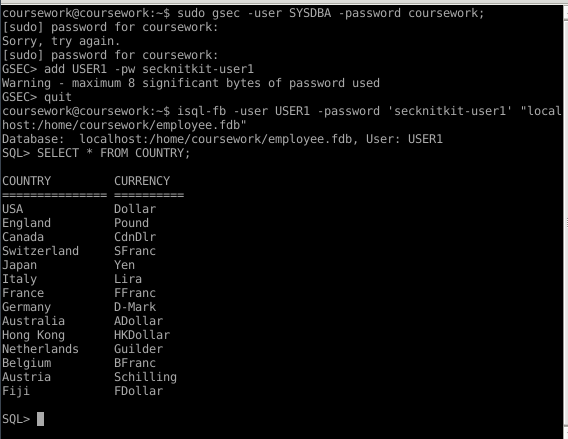 coursework@coursework:~$ sudo gsec -user SYSDBA -password coursework;
[sudo] password for coursework:
Sorry, try again.
[sudo] password for coursework:
GSEC> add USER1 -pw secknitkit-user1
Warning - maximum 8 significant bytes of password used
GSEC> quit
coursework@coursework:~$ isql-fb -user USER1 -password 'secknitkit-user1' "local
host:/home/coursework/employee.fdb"
Database:  localhost:/home/coursework/employee.fdb, User: USER1
SQL> SELECT * FROM COUNTRY;

COUNTRY         CURRENCY
=============== ==========
USA             Dollar
England         Pound
Canada          CdnDlr
Switzerland     SFranc
Japan           Yen
Italy           Lira
France          FFranc
Germany         D-Mark
Australia       ADollar
Hong Kong       HKDollar
Netherlands     Guilder
Belgium         BFranc
Austria         Schilling
Fiji            FDollar

SQL>